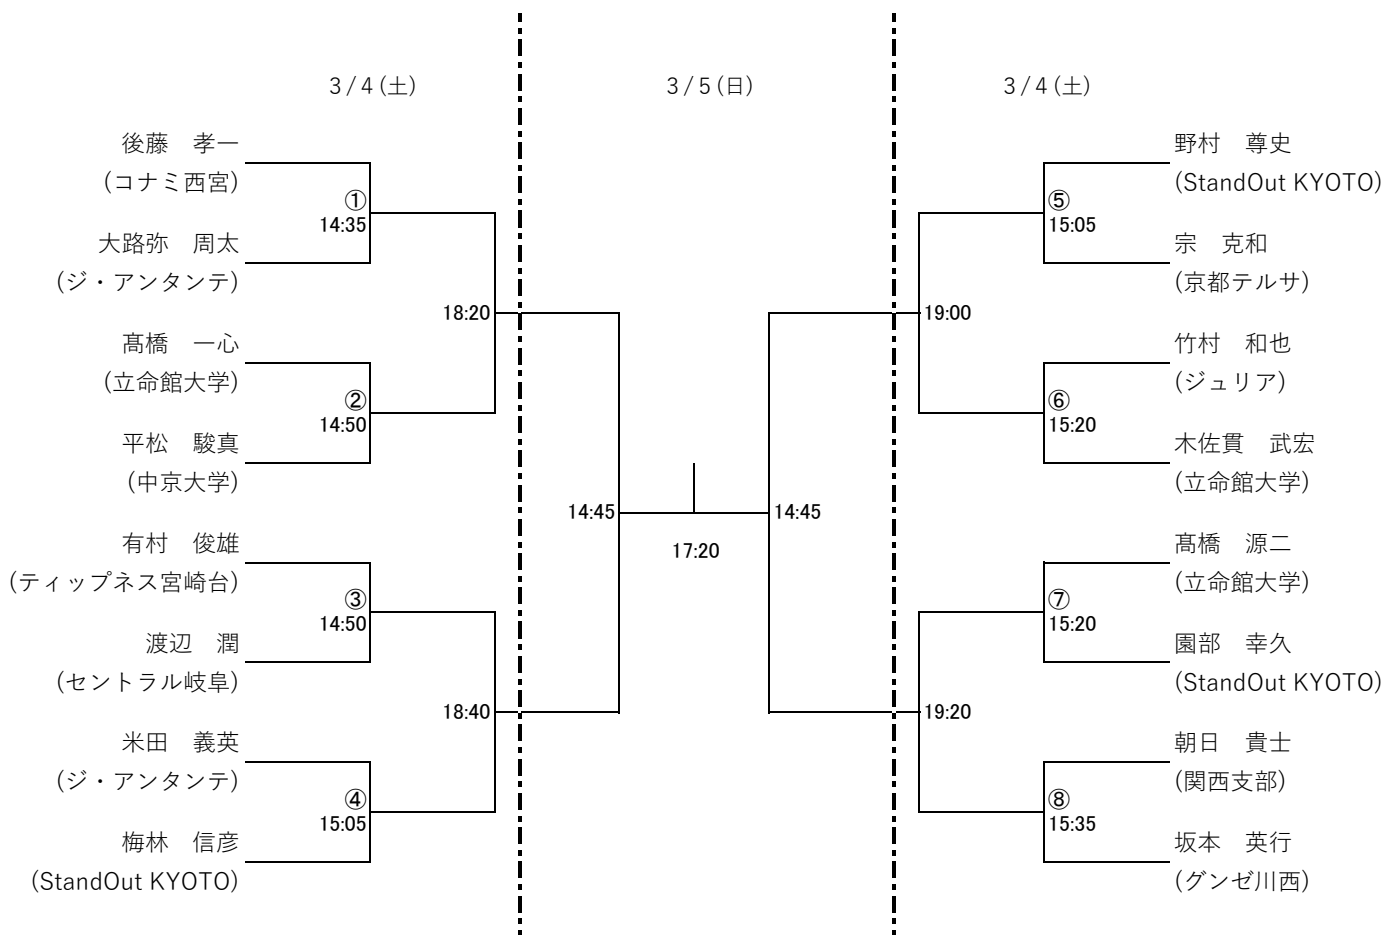 3 / 4 (土)
3 / 5 (日)
3 / 4 (土)
後藤　孝一
(コナミ西宮)
①
14:35
大路弥　周太
(ジ・アンタンテ)
18:20
髙橋　一心
(立命館大学)
②
14:50
平松　駿真
(中京大学)
有村　俊雄
(ティップネス宮崎台)
③
14:50
渡辺　潤
(セントラル岐阜)
18:40
米田　義英
(ジ・アンタンテ)
④
15:05
梅林　信彦
(StandOut KYOTO)
14:45
17:20
14:45
野村　尊史
(StandOut KYOTO)
⑤
15:05
宗　克和
(京都テルサ)
19:00
竹村　和也
(ジュリア)
⑥
15:20
木佐貫　武宏
(立命館大学)
髙橋　源二
(立命館大学)
⑦
15:20
園部　幸久
(StandOut KYOTO)
19:20
朝日　貴士
(関西支部)
⑧
15:35
坂本　英行
(グンゼ川西)